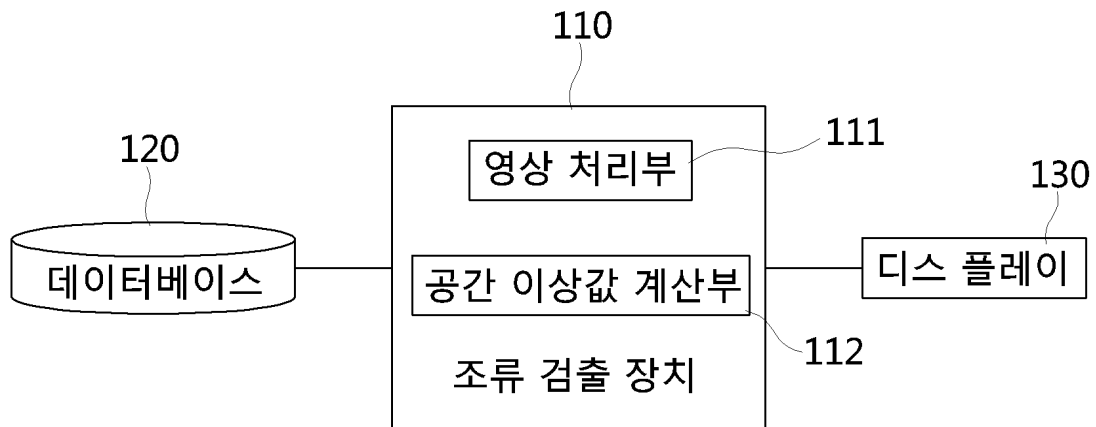 110
120
111
영상 처리부
130
데이터베이스
공간 이상값 계산부
디스 플레이
112
조류 검출 장치